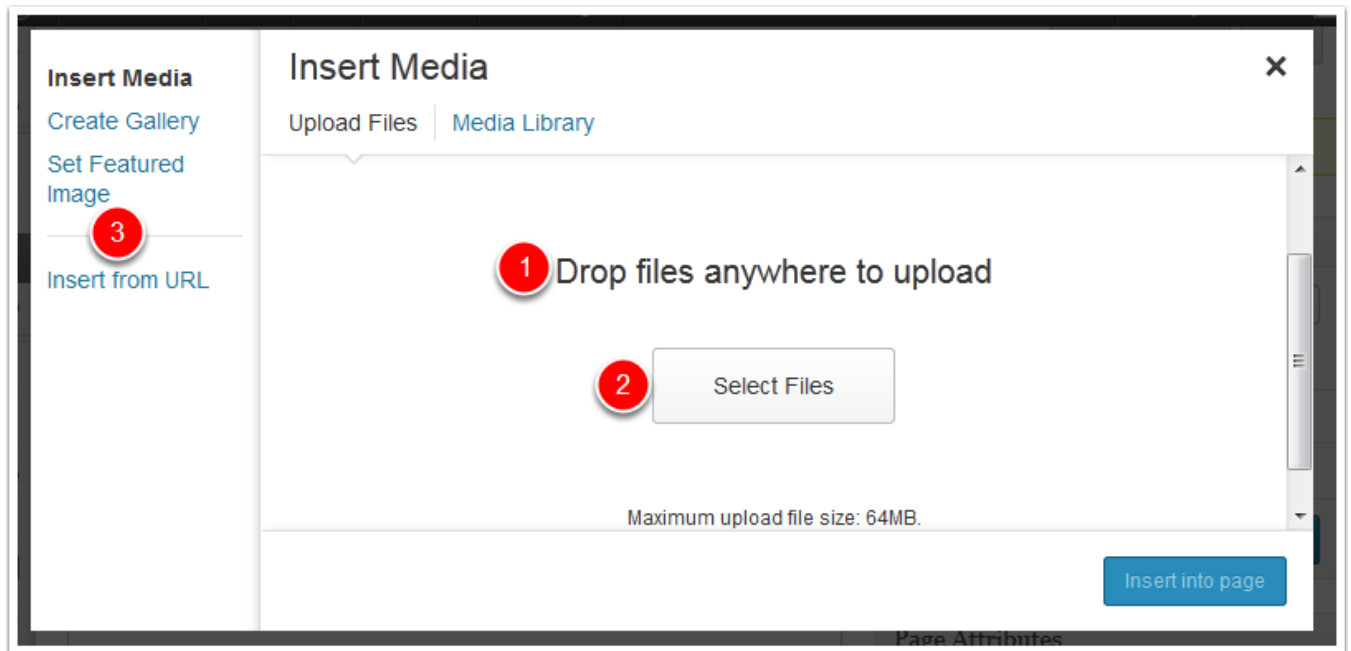 Insert Media
Create Gallery
Set Featured
Image
3
Insert from URL
Insert Media
Upload Files
Media Library
1
Drop files anywhere to upload
2
Select Files
Maximum upload file size: 64MB.
Insert into page
Page Attributes